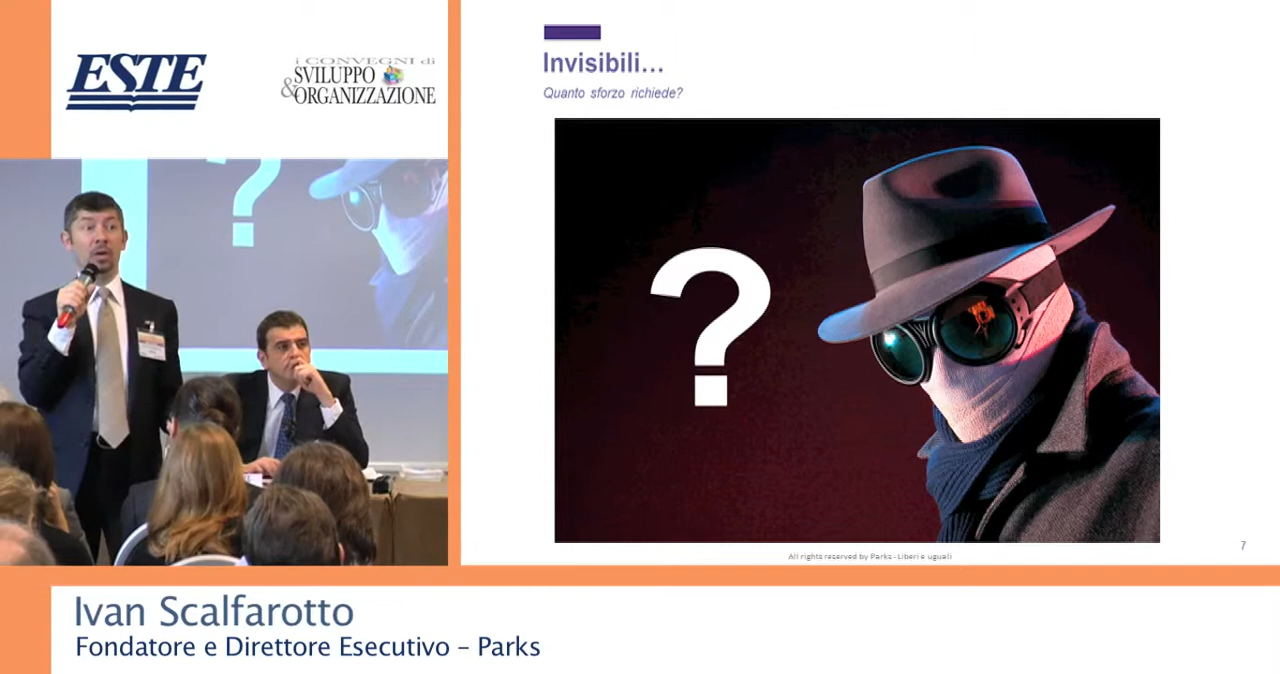 ESTE
i CONVEGNI di
SVILUPPO
&ORGANIZZAZIONE
Invisibili...
Quanto sforzo richiede?
?
?
All rights reserved by Parks - Liberi e uguali
7
Ivan Scalfarotto
Fondatore e Direttore Esecutivo – Parks